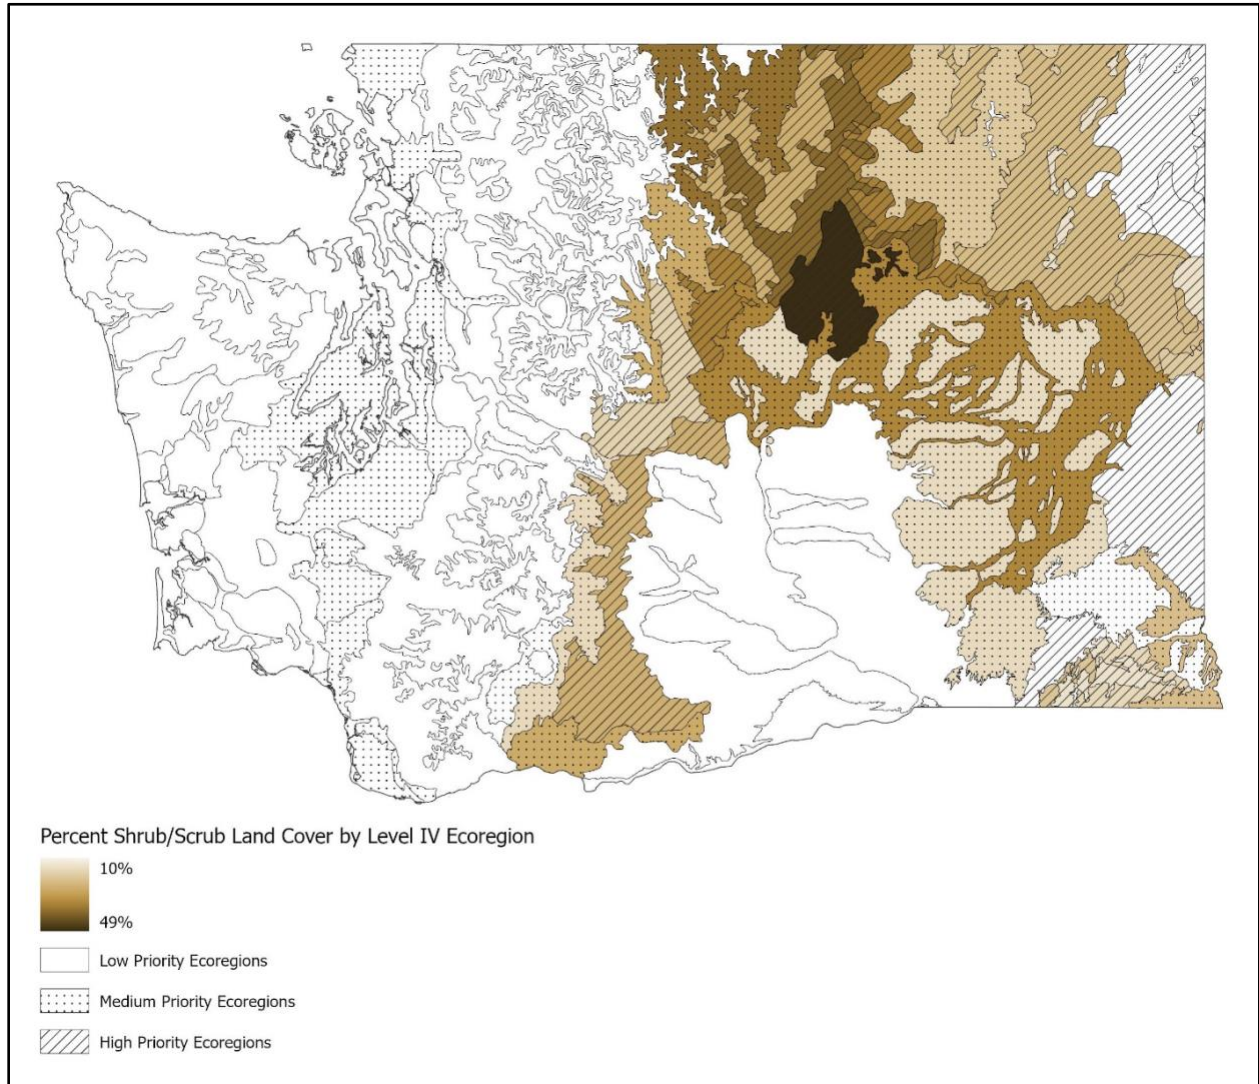 Percent Shrub/Scrub Land Cover by Level IV Ecoregion
10%
49%
Low Priority Ecoregions
Medium Priority Ecoregions
High Priority Ecoregions